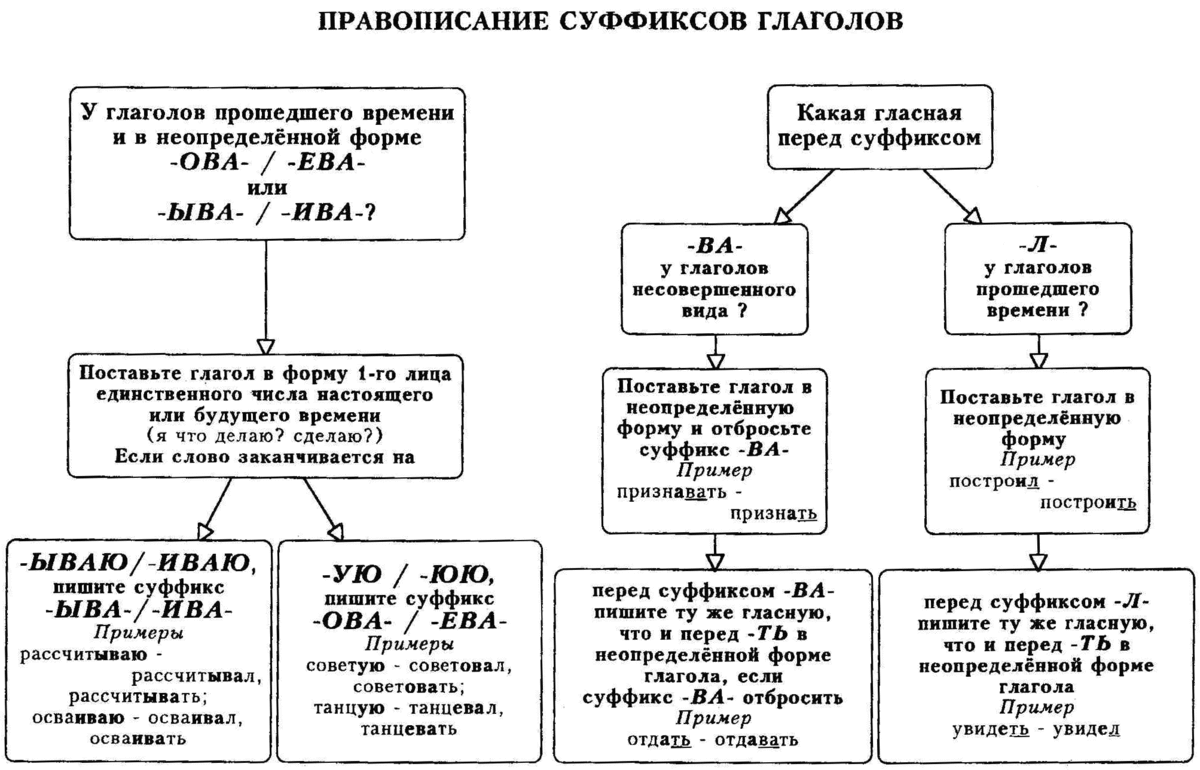 ПРАВОПИСАНИЕ СУФФИКСОВ ГЛАГОЛОВ
У глаголов прошедшего времени
и в неопределённой форме
-ОВА- / -ЕВА-
или
-ЫВА- / -ИВА-?
Поставьте глагол в форму 1-го лица
единственного числа настоящего
или будущего времени
(я что делаю? сделаю?)
Если слово заканчивается на
-ЫВАЮ/-ИВАЮ,
пишите суффикс
-ЫВА-/-ИВА-
Примеры
рассчитываю -
рассчитывал,
рассчитывать;
осваиваю - осваивал,
осваивать
-УЮ / -ЮЮ,
пишите суффикс
-ОВА- / -ЕВА-
Примеры
советую - советовал,
советовать;
танцую - танцевал,
танцевать
Какая гласная
перед суффиксом
-ВА-
у глаголов
несовершенного
вида ?
Поставьте глагол в
неопределённую
форму и отбросьте
суффикс -ВА-
Пример
признавать -
признать
перед суффиксом -ВА-
пишите ту же гласную,
что и перед -ТЬ в
неопределённой форме
глагола, если
суффикс -ВА- отбросить
Пример
отдать - отдавать
-Л-
у глаголов
прошедшего
времени ?
Поставьте глагол в
неопределённую
форму
Пример
построил -
построить
перед суффиксом -Л-
пишите ту же гласную,
что и перед -ТЬ в
неопределённой форме
глагола
Пример
увидеть - увидел